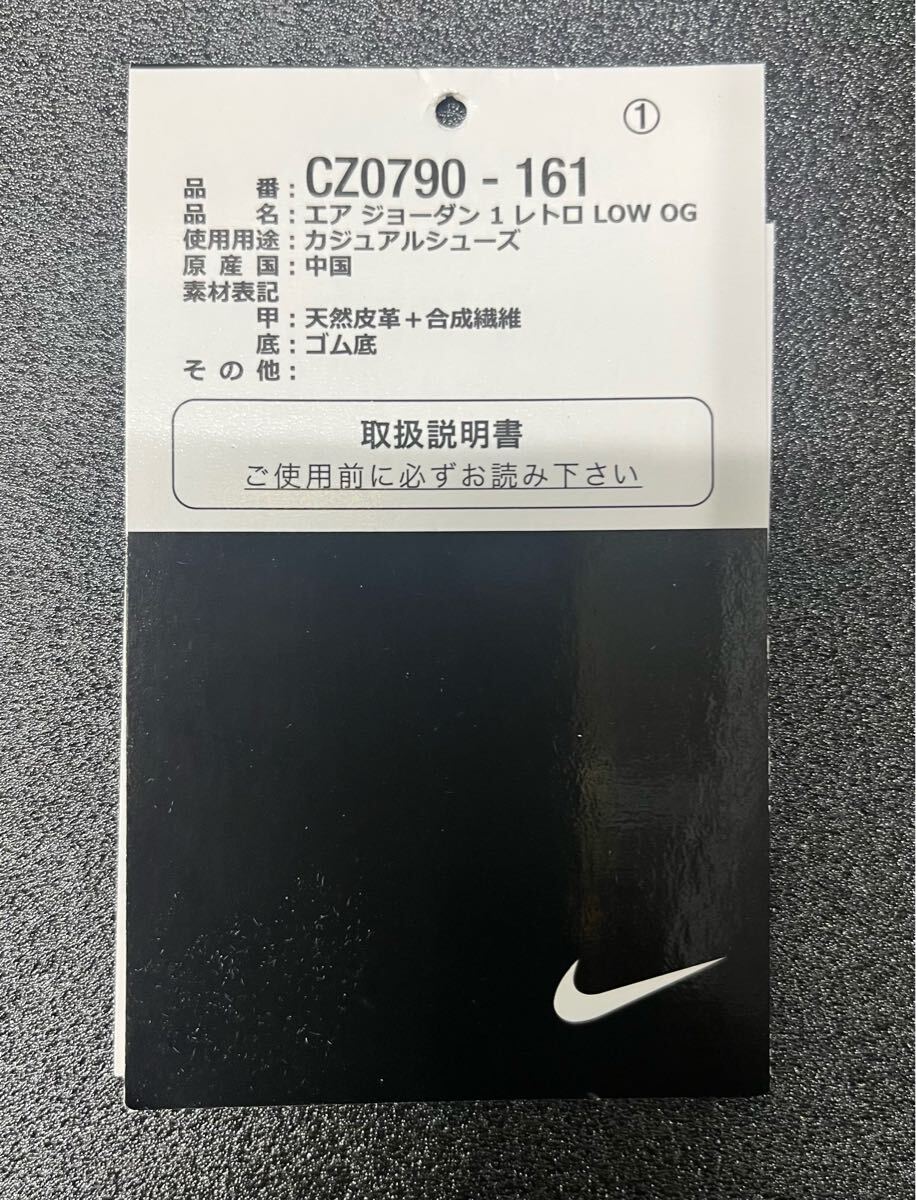 ①
品番：CZ0790 - 161
品名：エア ジョーダン 1 レトロ LOW OG
使用用途：カジュアルシューズ
原産国：中国
素材表記
甲：天然皮革＋合成繊維
底：ゴム底
その他：
取扱説明書
ご使用前に必ずお読み下さい